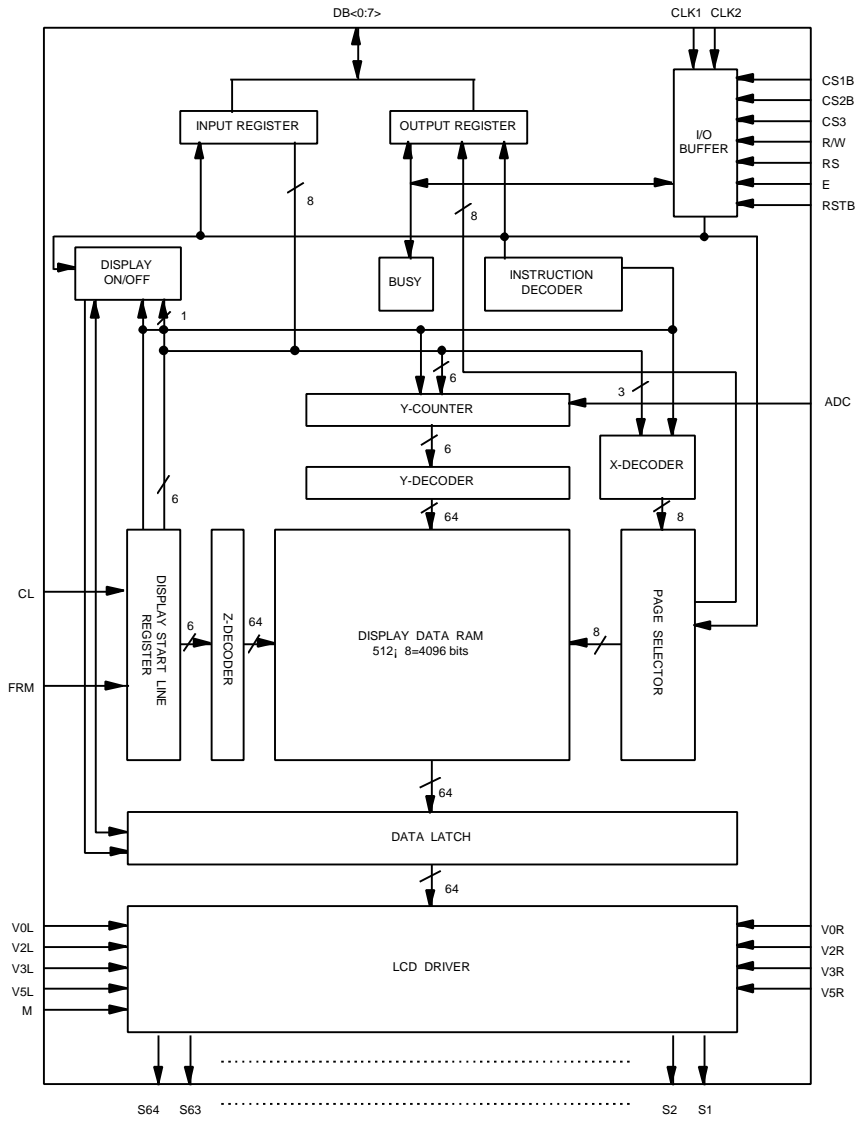 DB<0:7>
CLK1 CLK2
CS1B
CS2B
CS3
R/W
RS
E
RSTB
INPUT REGISTER
OUTPUT REGISTER
I/O
BUFFER
8
8
DISPLAY
ON/OFF
BUSY
INSTRUCTION
DECODER
1
6
3
Y-COUNTER
ADC
6
X-DECODER
Y-DECODER
6
64
8
CL
FRM
DISPLAY START LINE
REGISTER
6
Z-DECODER
64
DISPLAY DATA RAM
512¡ 8=4096 bits
8
PAGE SELECTOR
64
DATA LATCH
64
V0L
V2L
V3L
V5L
M
LCD DRIVER
V0R
V2R
V3R
V5R
S64 S63 S2 S1